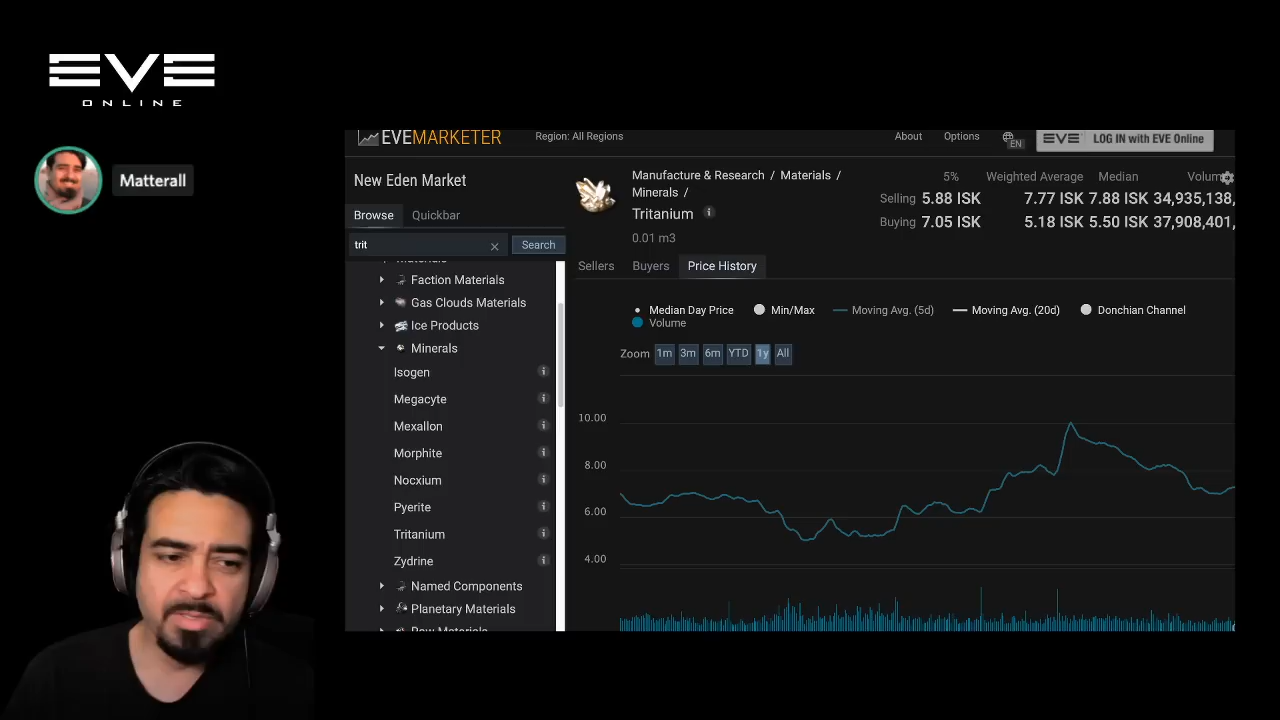 EVE
ONLINE
Matterall
EVEMARKETER
Region: All Regions
About
Options
EN
EVE
LOG IN with EVE Online
New Eden Market
Browse
Quickbar
trit
Search
Materials
Faction Materials
Gas Clouds Materials
Ice Products
Minerals
Isogen
Megacyte
Mexallon
Morphite
Nocxium
Pyerite
Tritanium
Zydrine
Named Components
Planetary Materials
Raw Materials
Manufacture & Research / Materials /
Minerals /
Tritanium
0.01 m3
5% Weighted Average Median Volum
Selling 5.88 ISK 7.77 ISK 7.88 ISK 34,935,138,
Buying 7.05 ISK 5.18 ISK 5.50 ISK 37,908,401,
Sellers
Buyers
Price History
Median Day Price
Min/Max
Moving Avg. (5d)
Moving Avg. (20d)
Donchian Channel
Volume
Zoom 1m 3m 6m YTD 1y All
10.00
8.00
6.00
4.00